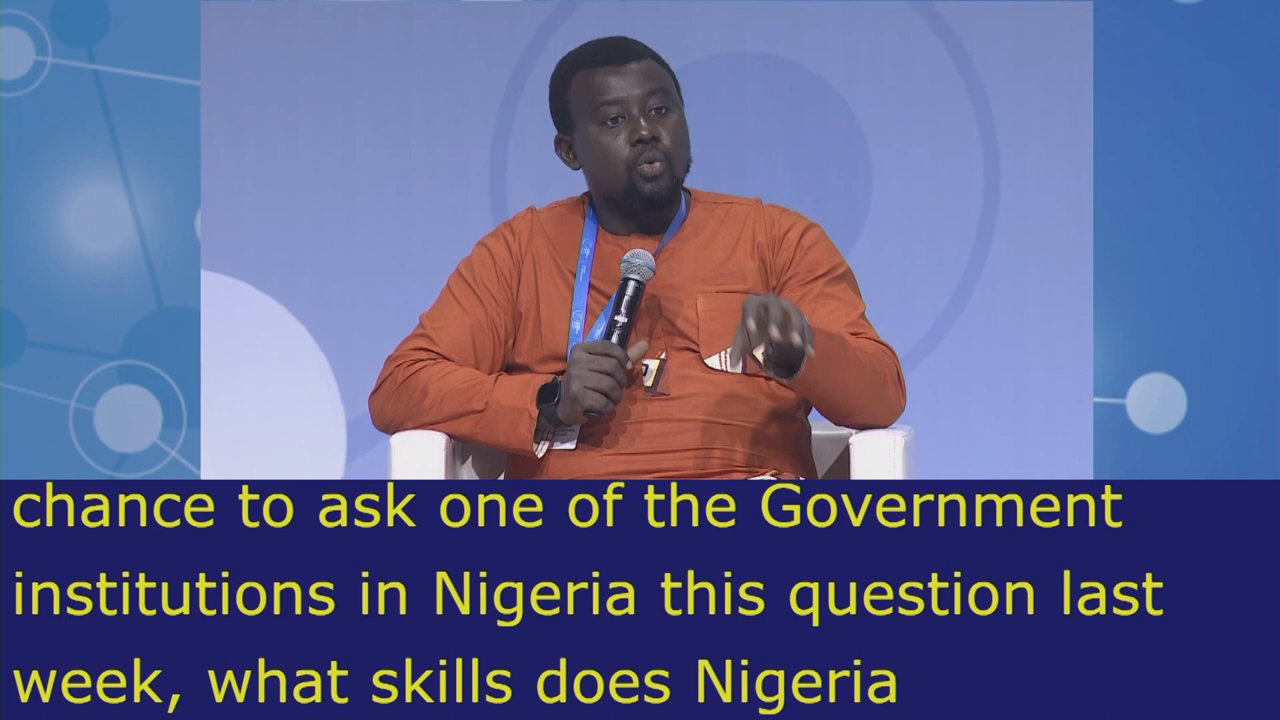 chance to ask one of the Government
institutions in Nigeria this question last
week, what skills does Nigeria